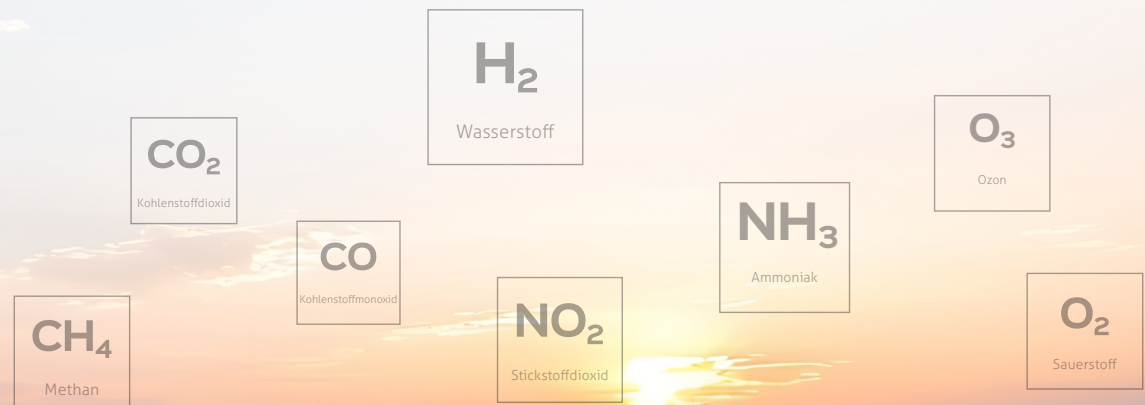 H₂
Wasserstoff
O₃
Ozon
CO₂
Kohlenstoffdioxid
NH₃
Ammoniak
CO
Kohlenstoffmonoxid
NO₂
Stickstoffdioxid
O₂
Sauerstoff
CH₄
Methan